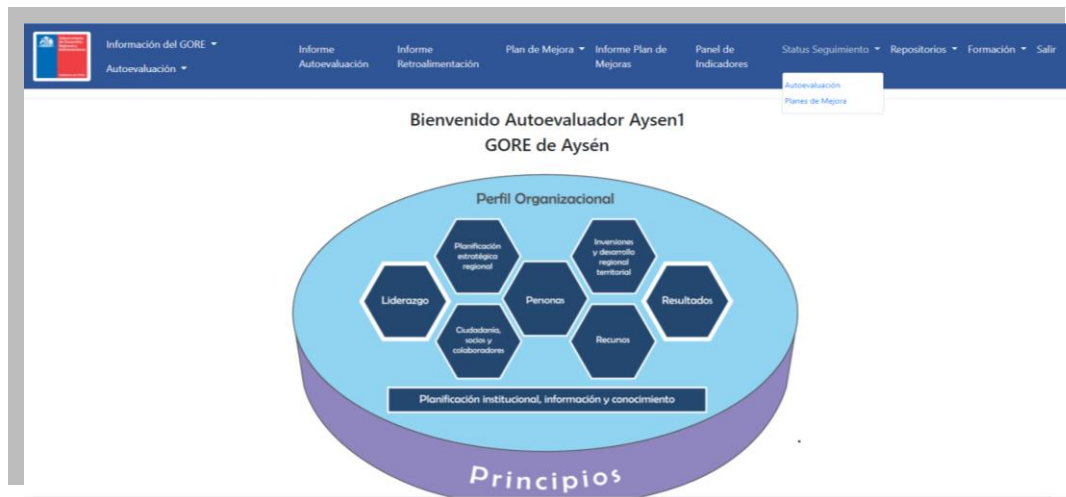 Información del GORE
Autoevaluación
Informe
Autoevaluación
Informe
Retroalimentación
Plan de Mejora
Informe Plan de
Mejoras
Panel de
Indicadores
Status Seguimiento
Repositorios
Formación
Salir
Autoevaluación
Planes de Mejora
Bienvenido Autoevaluador Aysen1
GORE de Aysén
Perfil Organizacional
Planificación
estratégica
regional
Inversiones
y desarrollo
regional
territorial
Liderazgo
Personas
Resultados
Ciudadanía,
socios y
colaboradores
Recursos
Planificación institucional, información y conocimiento
Principios